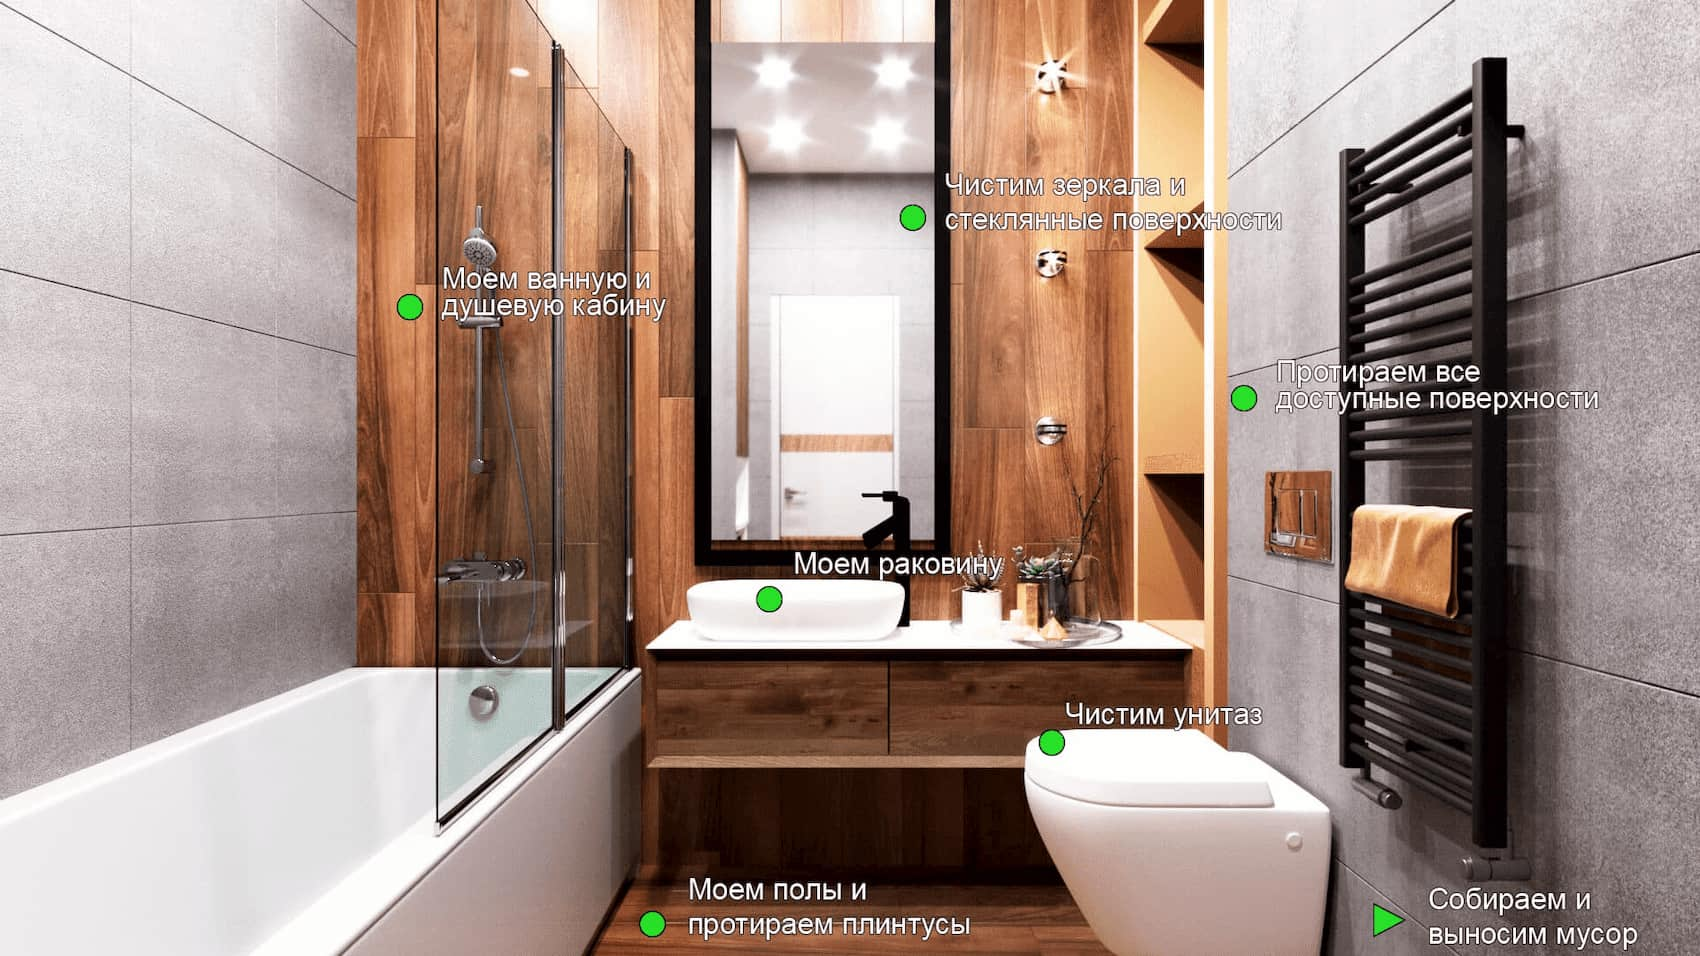 Чистим зеркала и
стеклянные поверхности
Моем ванную и
душевую кабину
Протираем все
доступные поверхности
Моем раковину
Чистим унитаз
Моем полы и
протираем плинтусы
Собираем и
выносим мусор